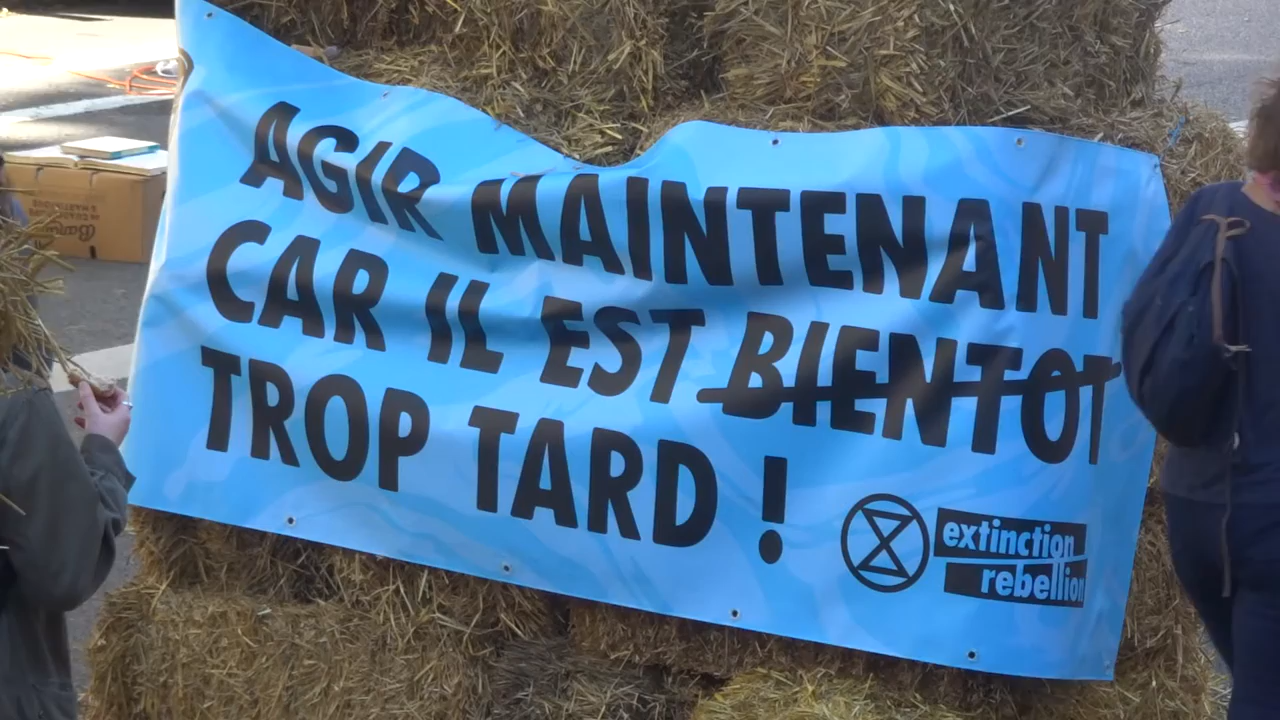 AGIR MAINTENANT
CAR IL EST BIENTOT
TROP TARD !
extinction
rebellion